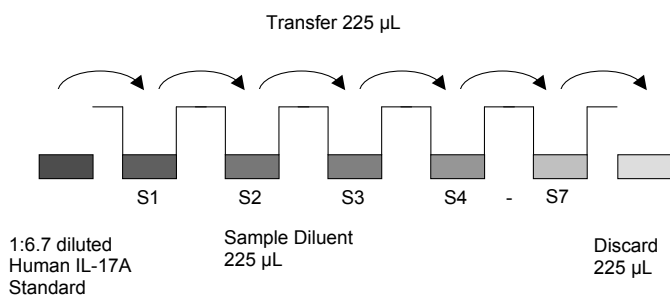 Transfer 225 µL
S1 S2 S3 S4 - S7
1:6.7 diluted
Human IL-17A
Standard
Sample Diluent
225 µL
Discard
225 µL